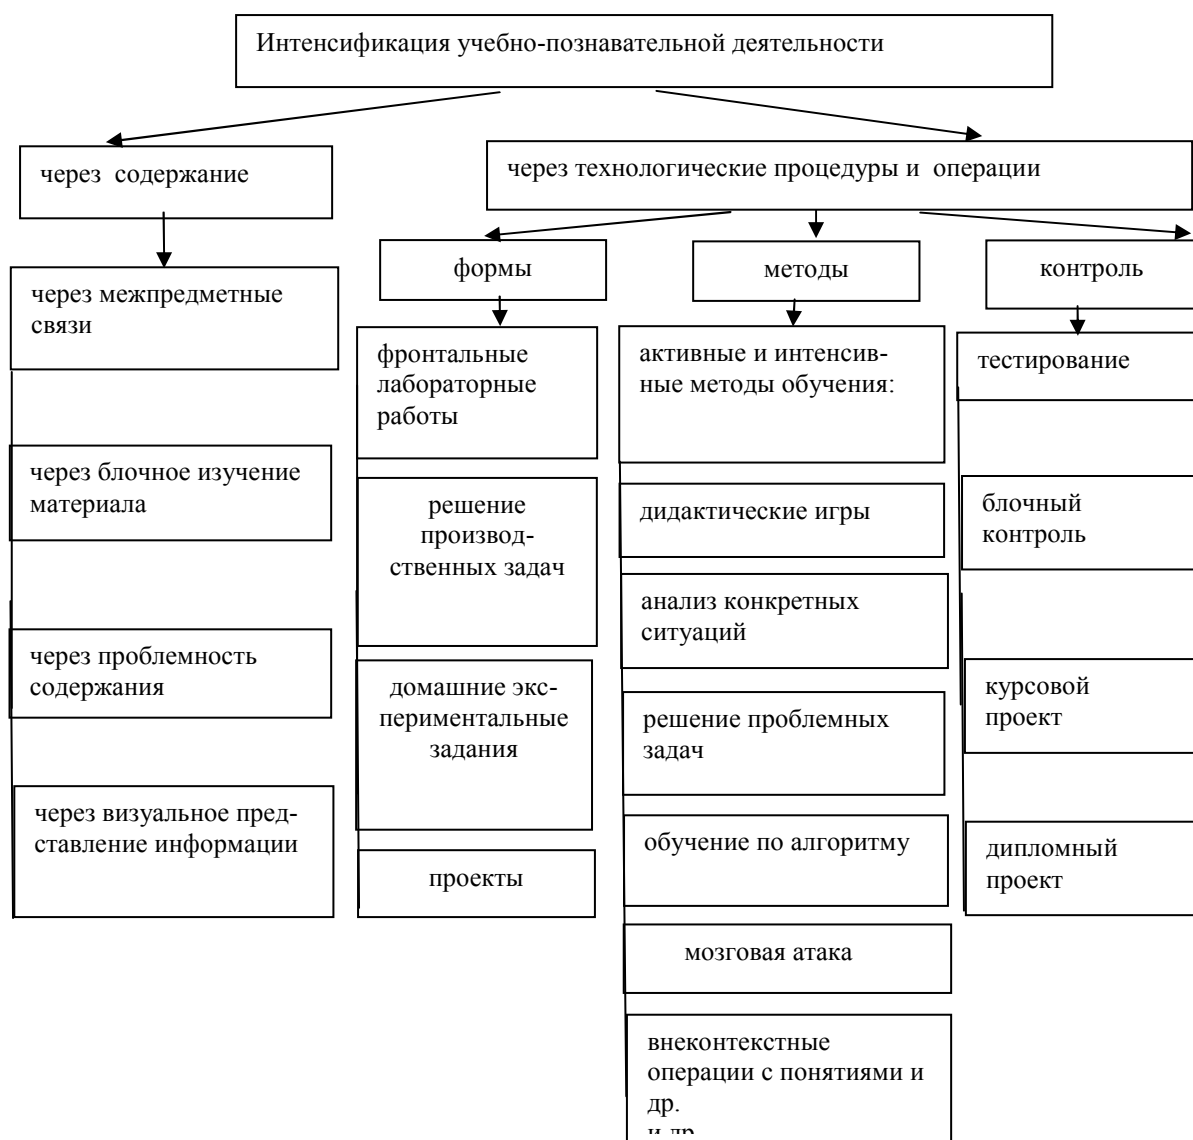 Интенсификация учебно-познавательной деятельности
через содержание
через технологические процедуры и операции
формы
методы
контроль
через межпредметные
связи
через блочное изучение
материала
через проблемность
содержания
через визуальное пред-
ставление информации
фронтальные
лабораторные
работы
решение
производ-
ственных задач
домашние экс-
периментальные
задания
проекты
активные и интенсив-
ные методы обучения:
дидактические игры
анализ конкретных
ситуаций
решение проблемных
задач
обучение по алгоритму
мозговая атака
внеконтекстные
операции с понятиями и
др.
и др
тестирование
блочный
контроль
курсовой
проект
дипломный
проект